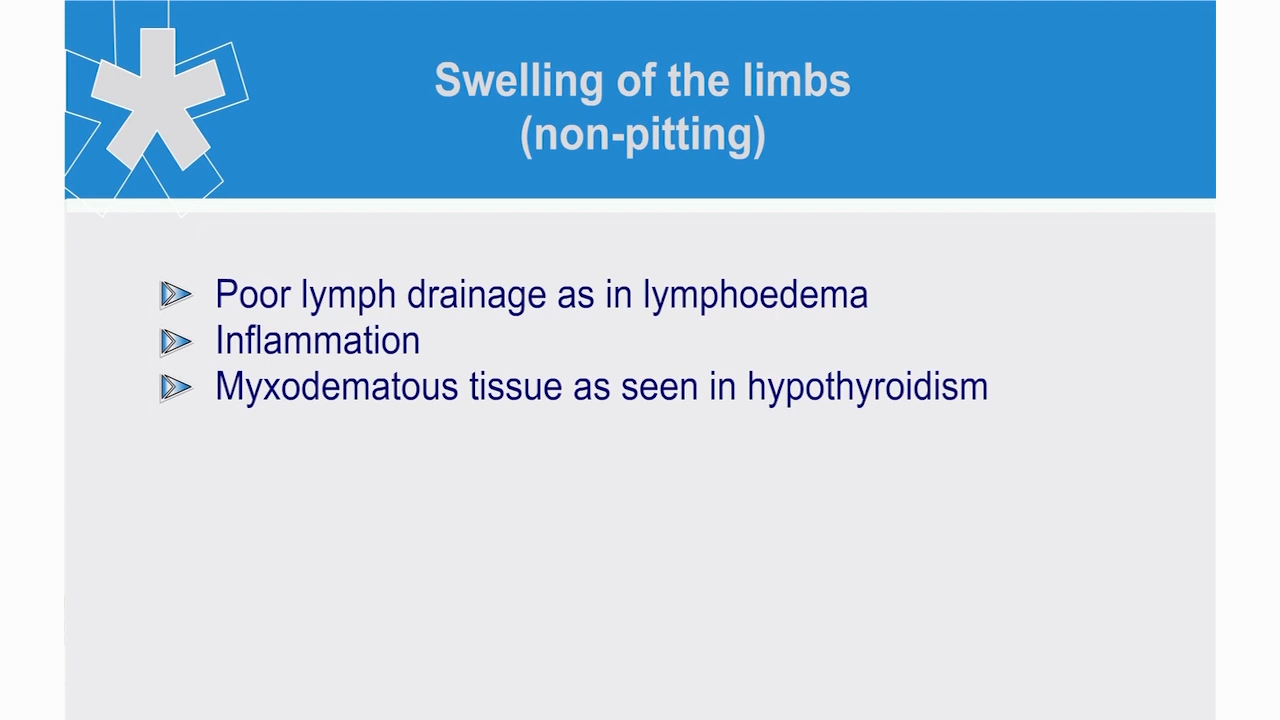 Swelling of the limbs
(non-pitting)
Poor lymph drainage as in lymphoedema
Inflammation
Myxodematous tissue as seen in hypothyroidism